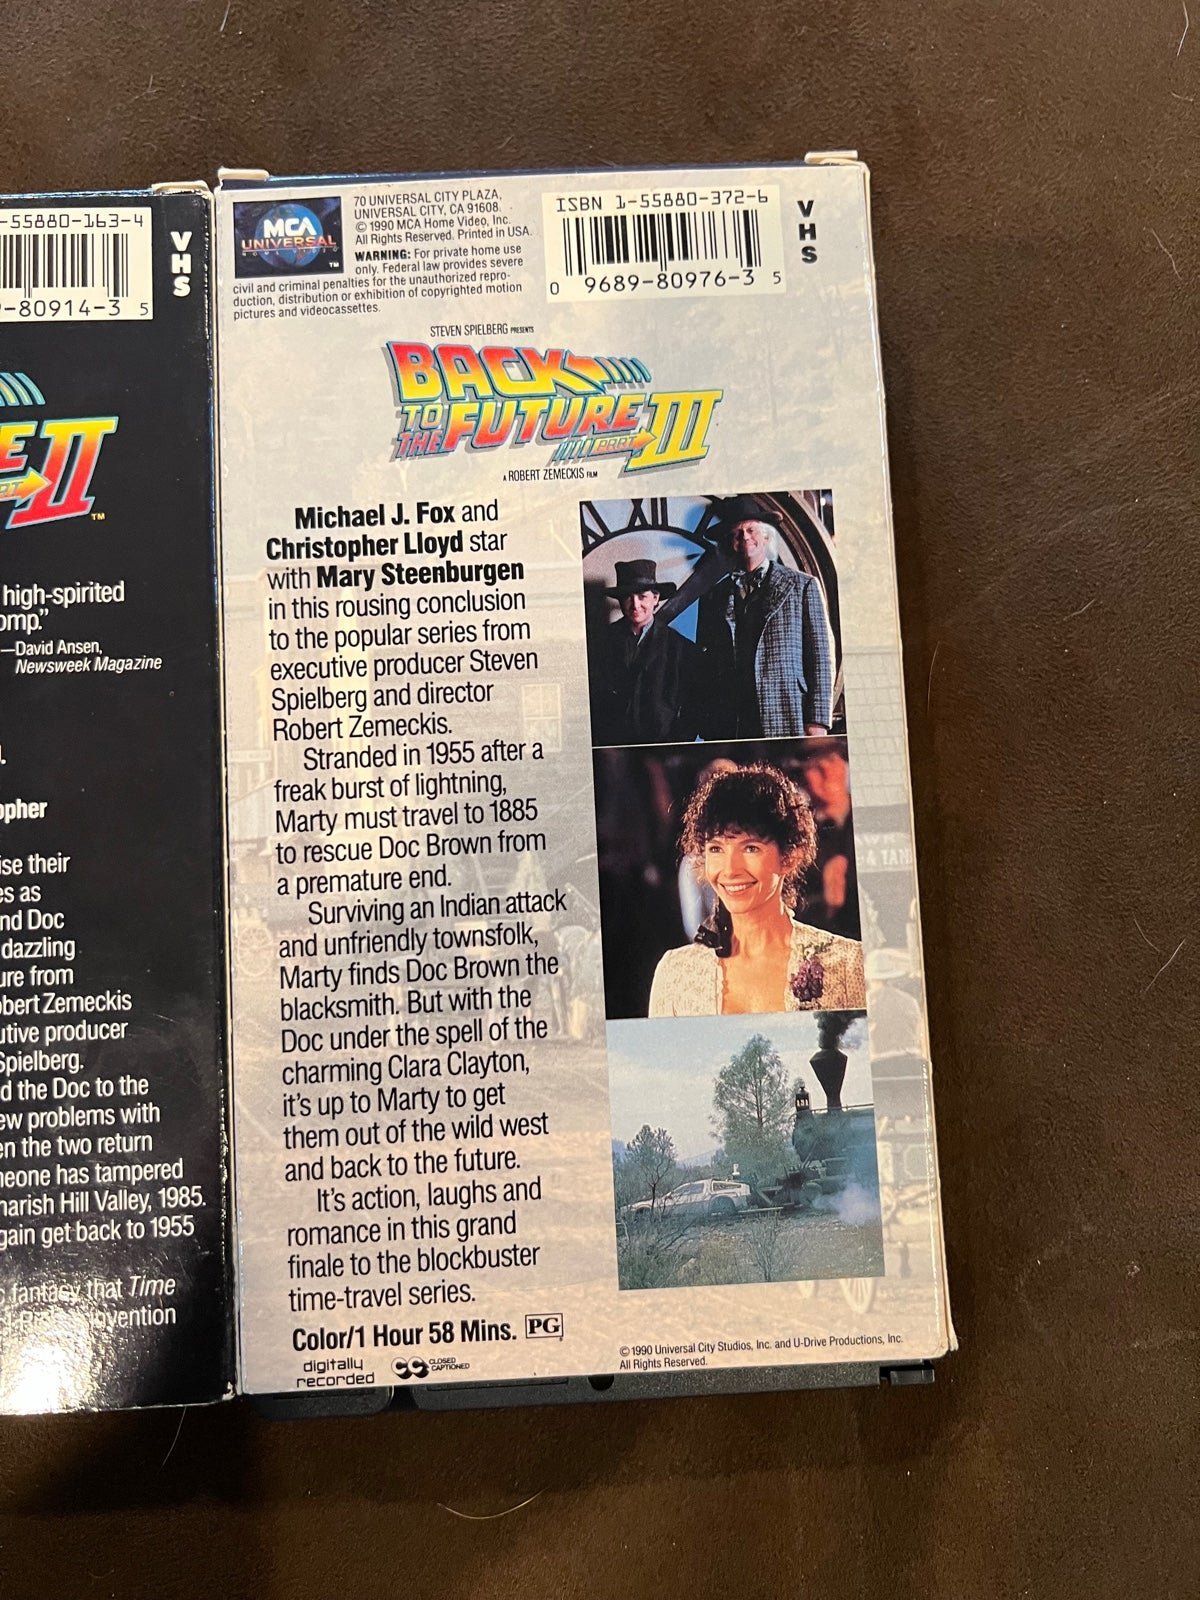 -55880-163-4
-80914-3 5
VHS
E II
PART
TM
high-spirited
omp."
—David Ansen,
Newsweek Magazine
opher
ise their
es as
nd Doc
dazzling
ure from
obert Zemeckis
utive producer
Spielberg.
d the Doc to the
ew problems with
en the two return
neone has tampered
harish Hill Valley, 1985.
gain get back to 1955
c fantasy that Time
nvention
MCA
UNIVERSAL
HOME VIDEO
TM
70 UNIVERSAL CITY PLAZA,
UNIVERSAL CITY, CA 91608.
© 1990 MCA Home Video, Inc.
All Rights Reserved. Printed in USA.
WARNING: For private home use
only. Federal law provides severe
civil and criminal penalties for the unauthorized repro-
duction, distribution or exhibition of copyrighted motion
pictures and videocassettes.
ISBN 1-55880-372-6
0 9689-80976-3 5
VHS
STEVEN SPIELBERG PRESENTS
BACK
TO THE FUTURE
PART III
A ROBERT ZEMECKIS FILM
Michael J. Fox and
Christopher Lloyd star
with Mary Steenburgen
in this rousing conclusion
to the popular series from
executive producer Steven
Spielberg and director
Robert Zemeckis.
Stranded in 1955 after a
freak burst of lightning,
Marty must travel to 1885
to rescue Doc Brown from
a premature end.
Surviving an Indian attack
and unfriendly townsfolk,
Marty finds Doc Brown the
blacksmith. But with the
Doc under the spell of the
charming Clara Clayton,
it's up to Marty to get
them out of the wild west
and back to the future.
It's action, laughs and
romance in this grand
finale to the blockbuster
time-travel series.
Color/1 Hour 58 Mins. PG
digitally
recorded
CC CLOSED
CAPTIONED
XII
131
© 1990 Universal City Studios, Inc. and U-Drive Productions, Inc.
All Rights Reserved.